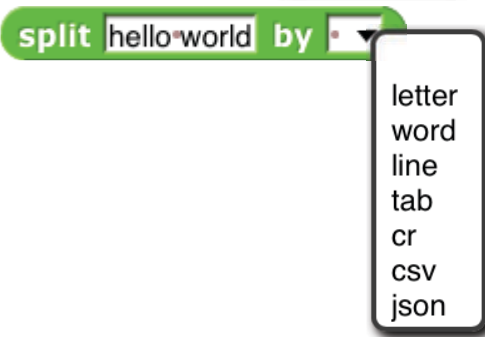 split hello world by
letter
word
line
tab
cr
csv
json